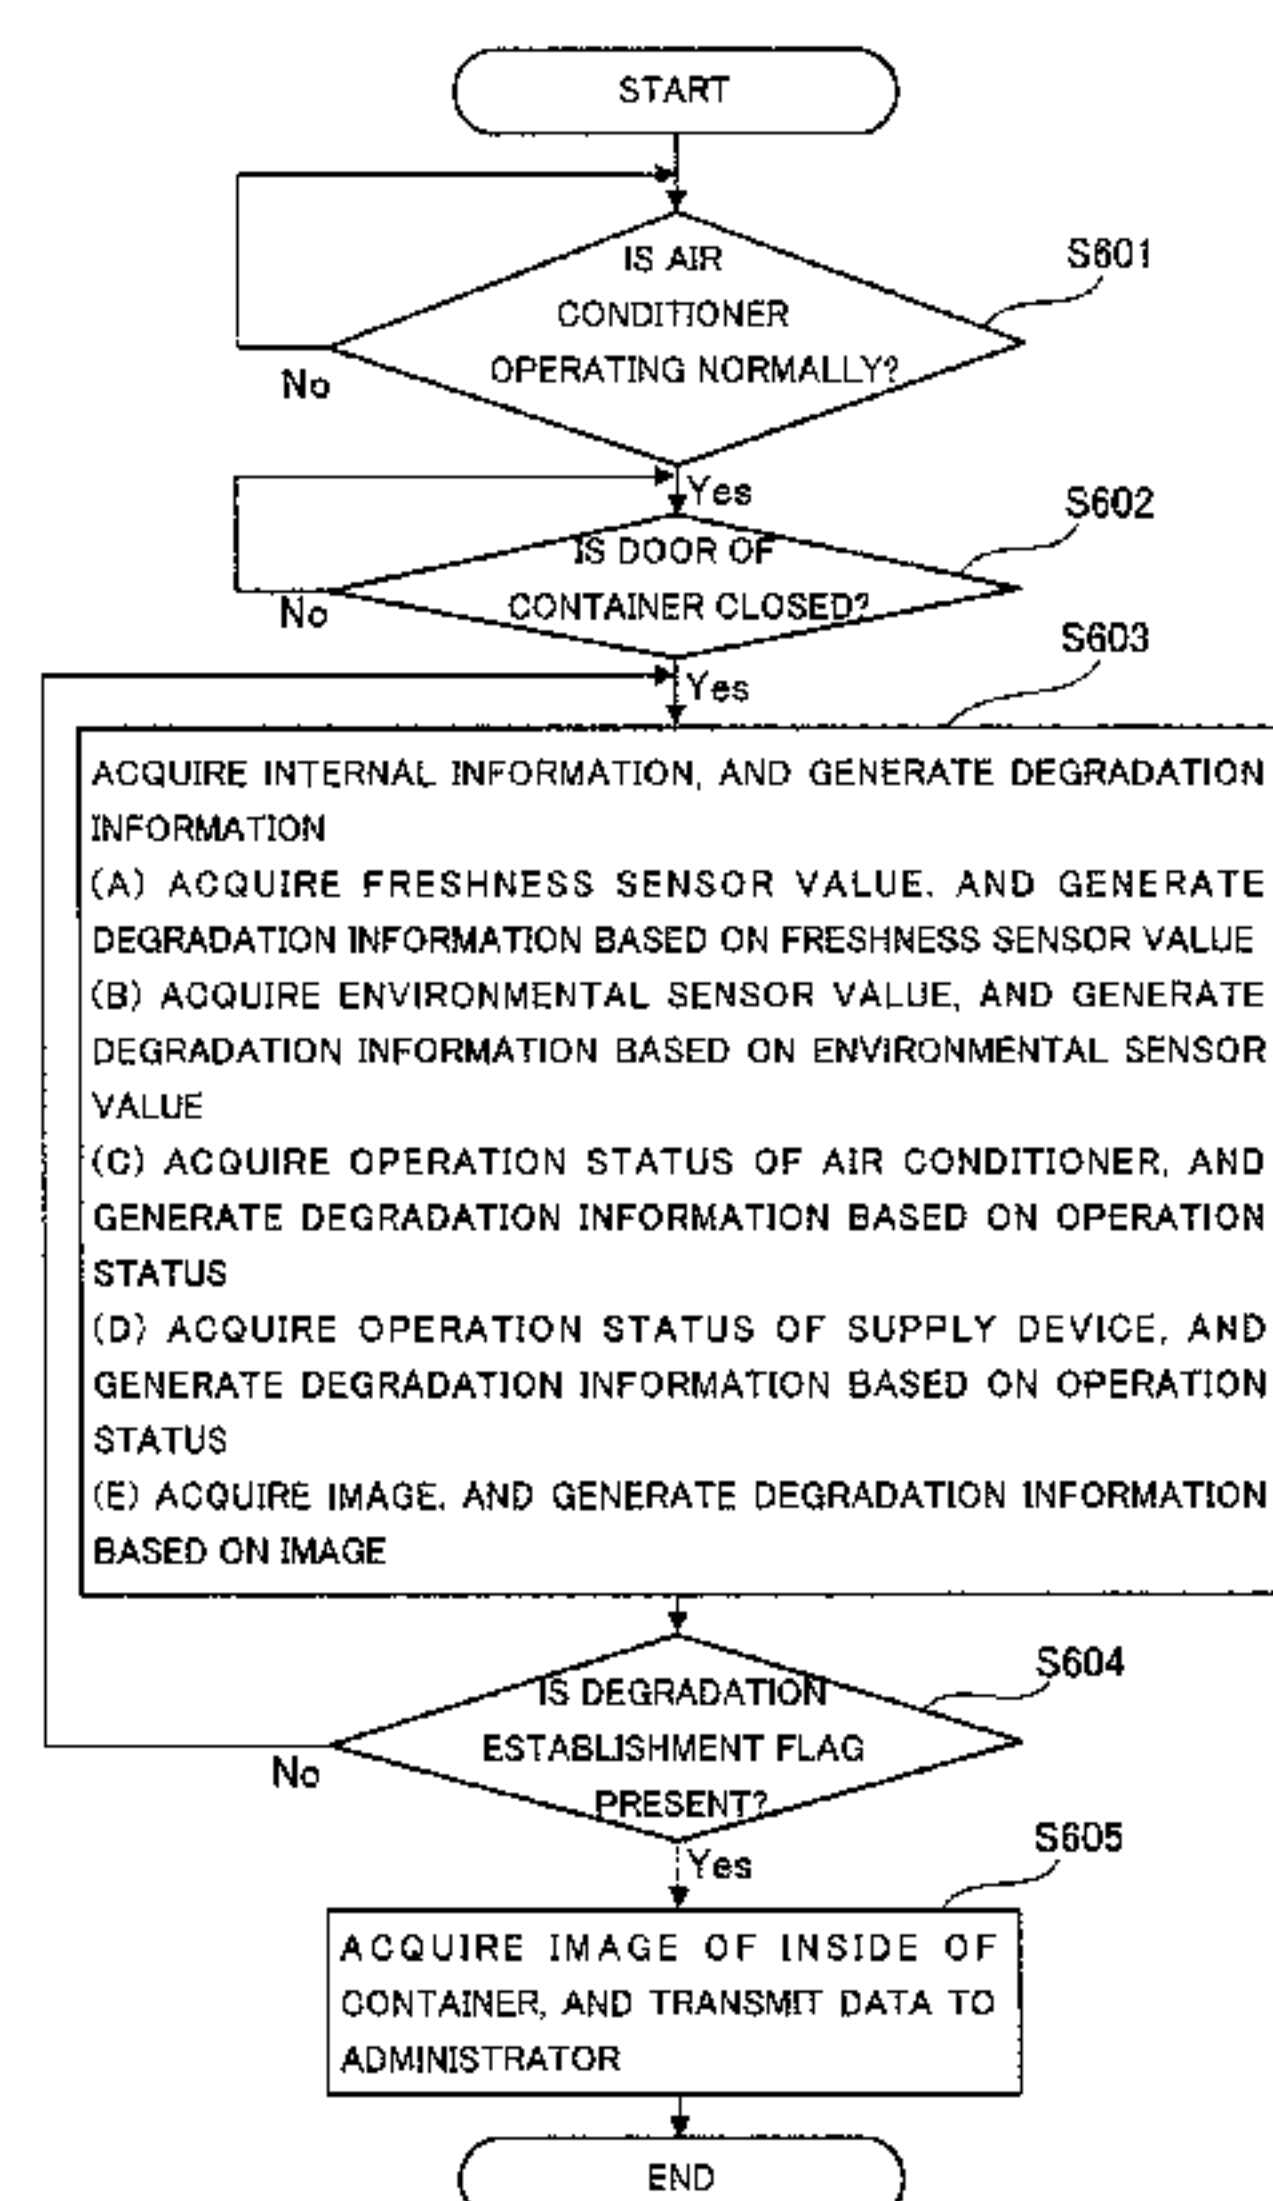 START
IS AIR
CONDITIONER
OPERATING NORMALLY?
S601
No
Yes
IS DOOR OF
CONTAINER CLOSED?
S602
No
Yes
S603
ACQUIRE INTERNAL INFORMATION, AND GENERATE DEGRADATION
INFORMATION
(A) ACQUIRE FRESHNESS SENSOR VALUE, AND GENERATE
DEGRADATION INFORMATION BASED ON FRESHNESS SENSOR VALUE
(B) ACQUIRE ENVIRONMENTAL SENSOR VALUE, AND GENERATE
DEGRADATION INFORMATION BASED ON ENVIRONMENTAL SENSOR
VALUE
(C) ACQUIRE OPERATION STATUS OF AIR CONDITIONER, AND
GENERATE DEGRADATION INFORMATION BASED ON OPERATION
STATUS
(D) ACQUIRE OPERATION STATUS OF SUPPLY DEVICE, AND
GENERATE DEGRADATION INFORMATION BASED ON OPERATION
STATUS
(E) ACQUIRE IMAGE, AND GENERATE DEGRADATION INFORMATION
BASED ON IMAGE
IS DEGRADATION
ESTABLISHMENT FLAG
PRESENT?
S604
No
Yes
S605
ACQUIRE IMAGE OF INSIDE OF
CONTAINER, AND TRANSMIT DATA TO
ADMINISTRATOR
END